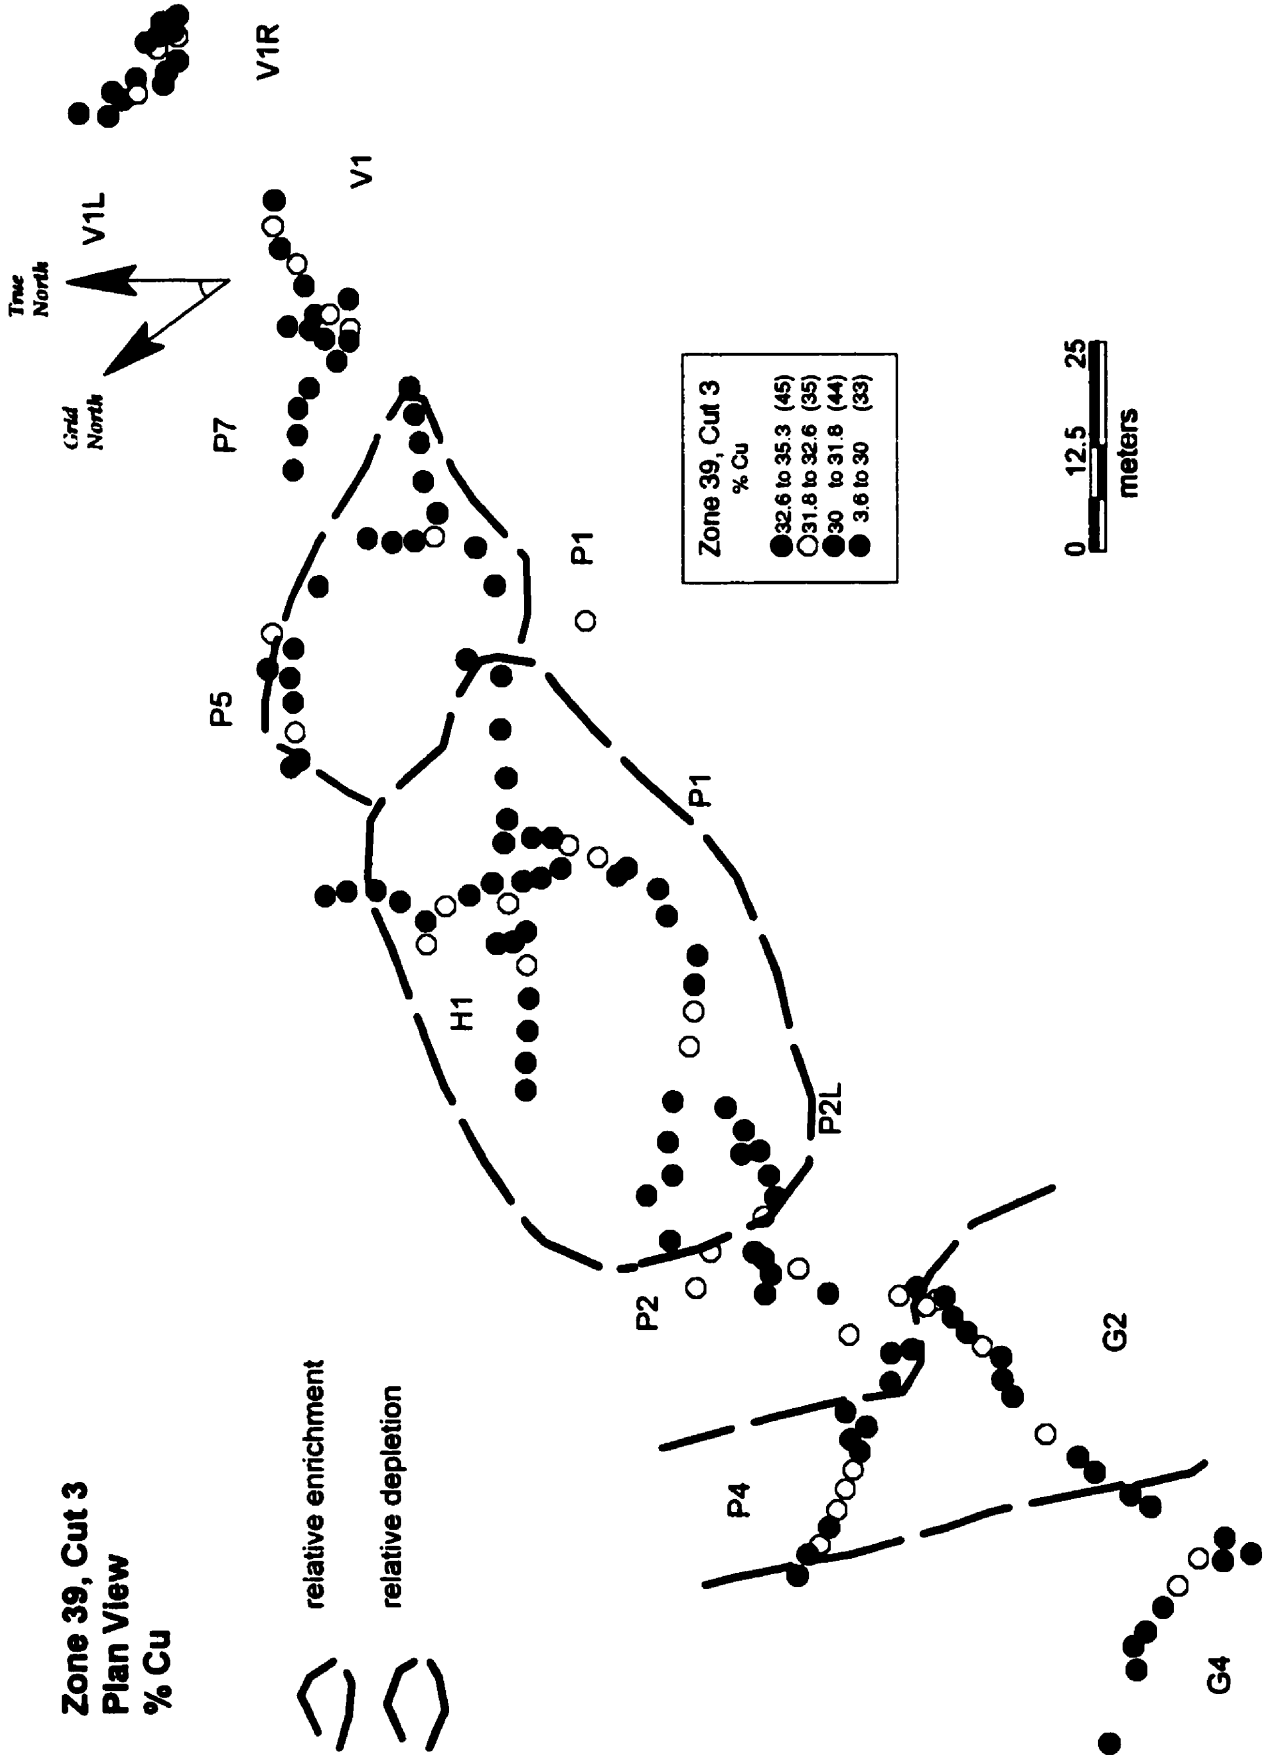 Zone 39, Cut 3
Plan View
% Cu
relative enrichment
relative depletion
True
North
Grid
North
V1R
V1L
V1
P7
P5
P1
P1
H1
P2L
P2
P4
G2
G4
Zone 39, Cut 3
% Cu
32.6 to 35.3 (45)
31.8 to 32.6 (35)
30 to 31.8 (44)
3.6 to 30 (33)
0 12.5 25
meters